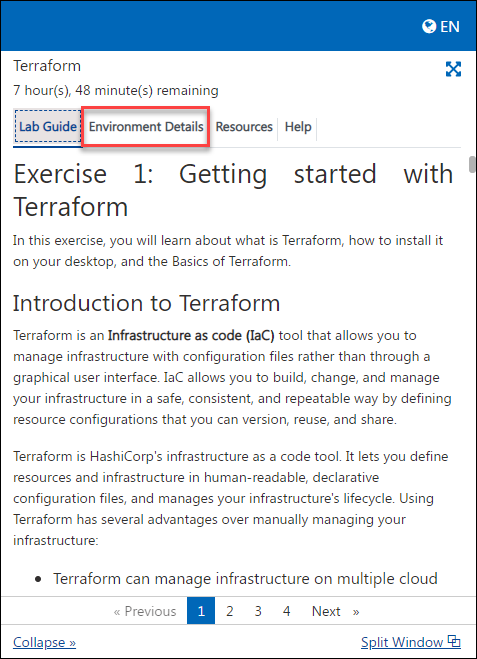 EN
Terraform
7 hour(s), 48 minute(s) remaining
Lab Guide Environment Details Resources Help
Exercise 1: Getting started with
Terraform
In this exercise, you will learn about what is Terraform, how to install it
on your desktop, and the Basics of Terraform.
Introduction to Terraform
Terraform is an Infrastructure as code (IaC) tool that allows you to
manage infrastructure with configuration files rather than through a
graphical user interface. IaC allows you to build, change, and manage
your infrastructure in a safe, consistent, and repeatable way by defining
resource configurations that you can version, reuse, and share.
Terraform is HashiCorp's infrastructure as a code tool. It lets you define
resources and infrastructure in human-readable, declarative
configuration files, and manages your infrastructure's lifecycle. Using
Terraform has several advantages over manually managing your
infrastructure:
• Terraform can manage infrastructure on multiple cloud
« Previous 1 2 3 4 Next »
Collapse » Split Window